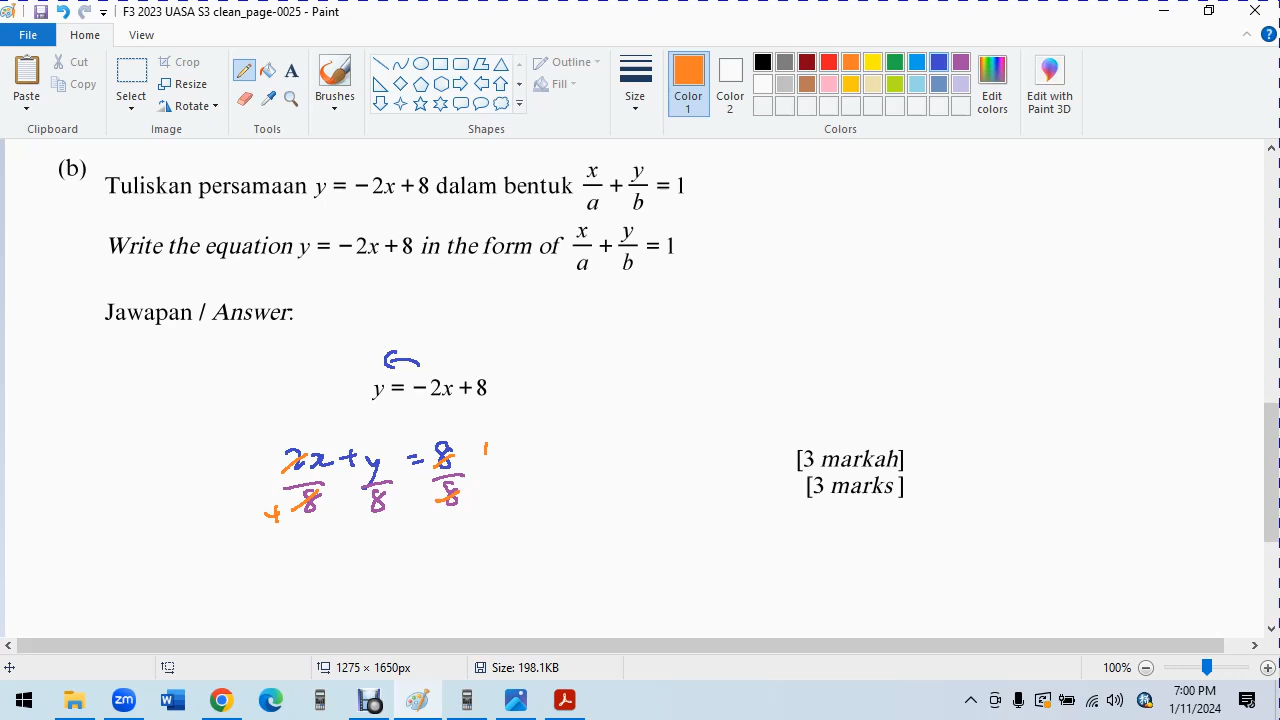 F3 2023 UASA S3 clean_page-0025 - Paint
File Home View
Paste Cut Copy Clipboard
Select Crop Resize Rotate Image
Tools
Brushes
Shapes Outline Fill
Size
Color 1 Color 2 Colors
Edit colors
Edit with Paint 3D
(b)
Tuliskan persamaan y = −2x + 8 dalam bentuk x/a + y/b = 1
Write the equation y = −2x + 8 in the form of x/a + y/b = 1
Jawapan / Answer:
y = −2x + 8
2x + y = 8 1
8 8 8
4
[3 markah]
[3 marks ]
1275 × 1650px Size: 198.1KB 100%
7:00 PM
1/11/2024